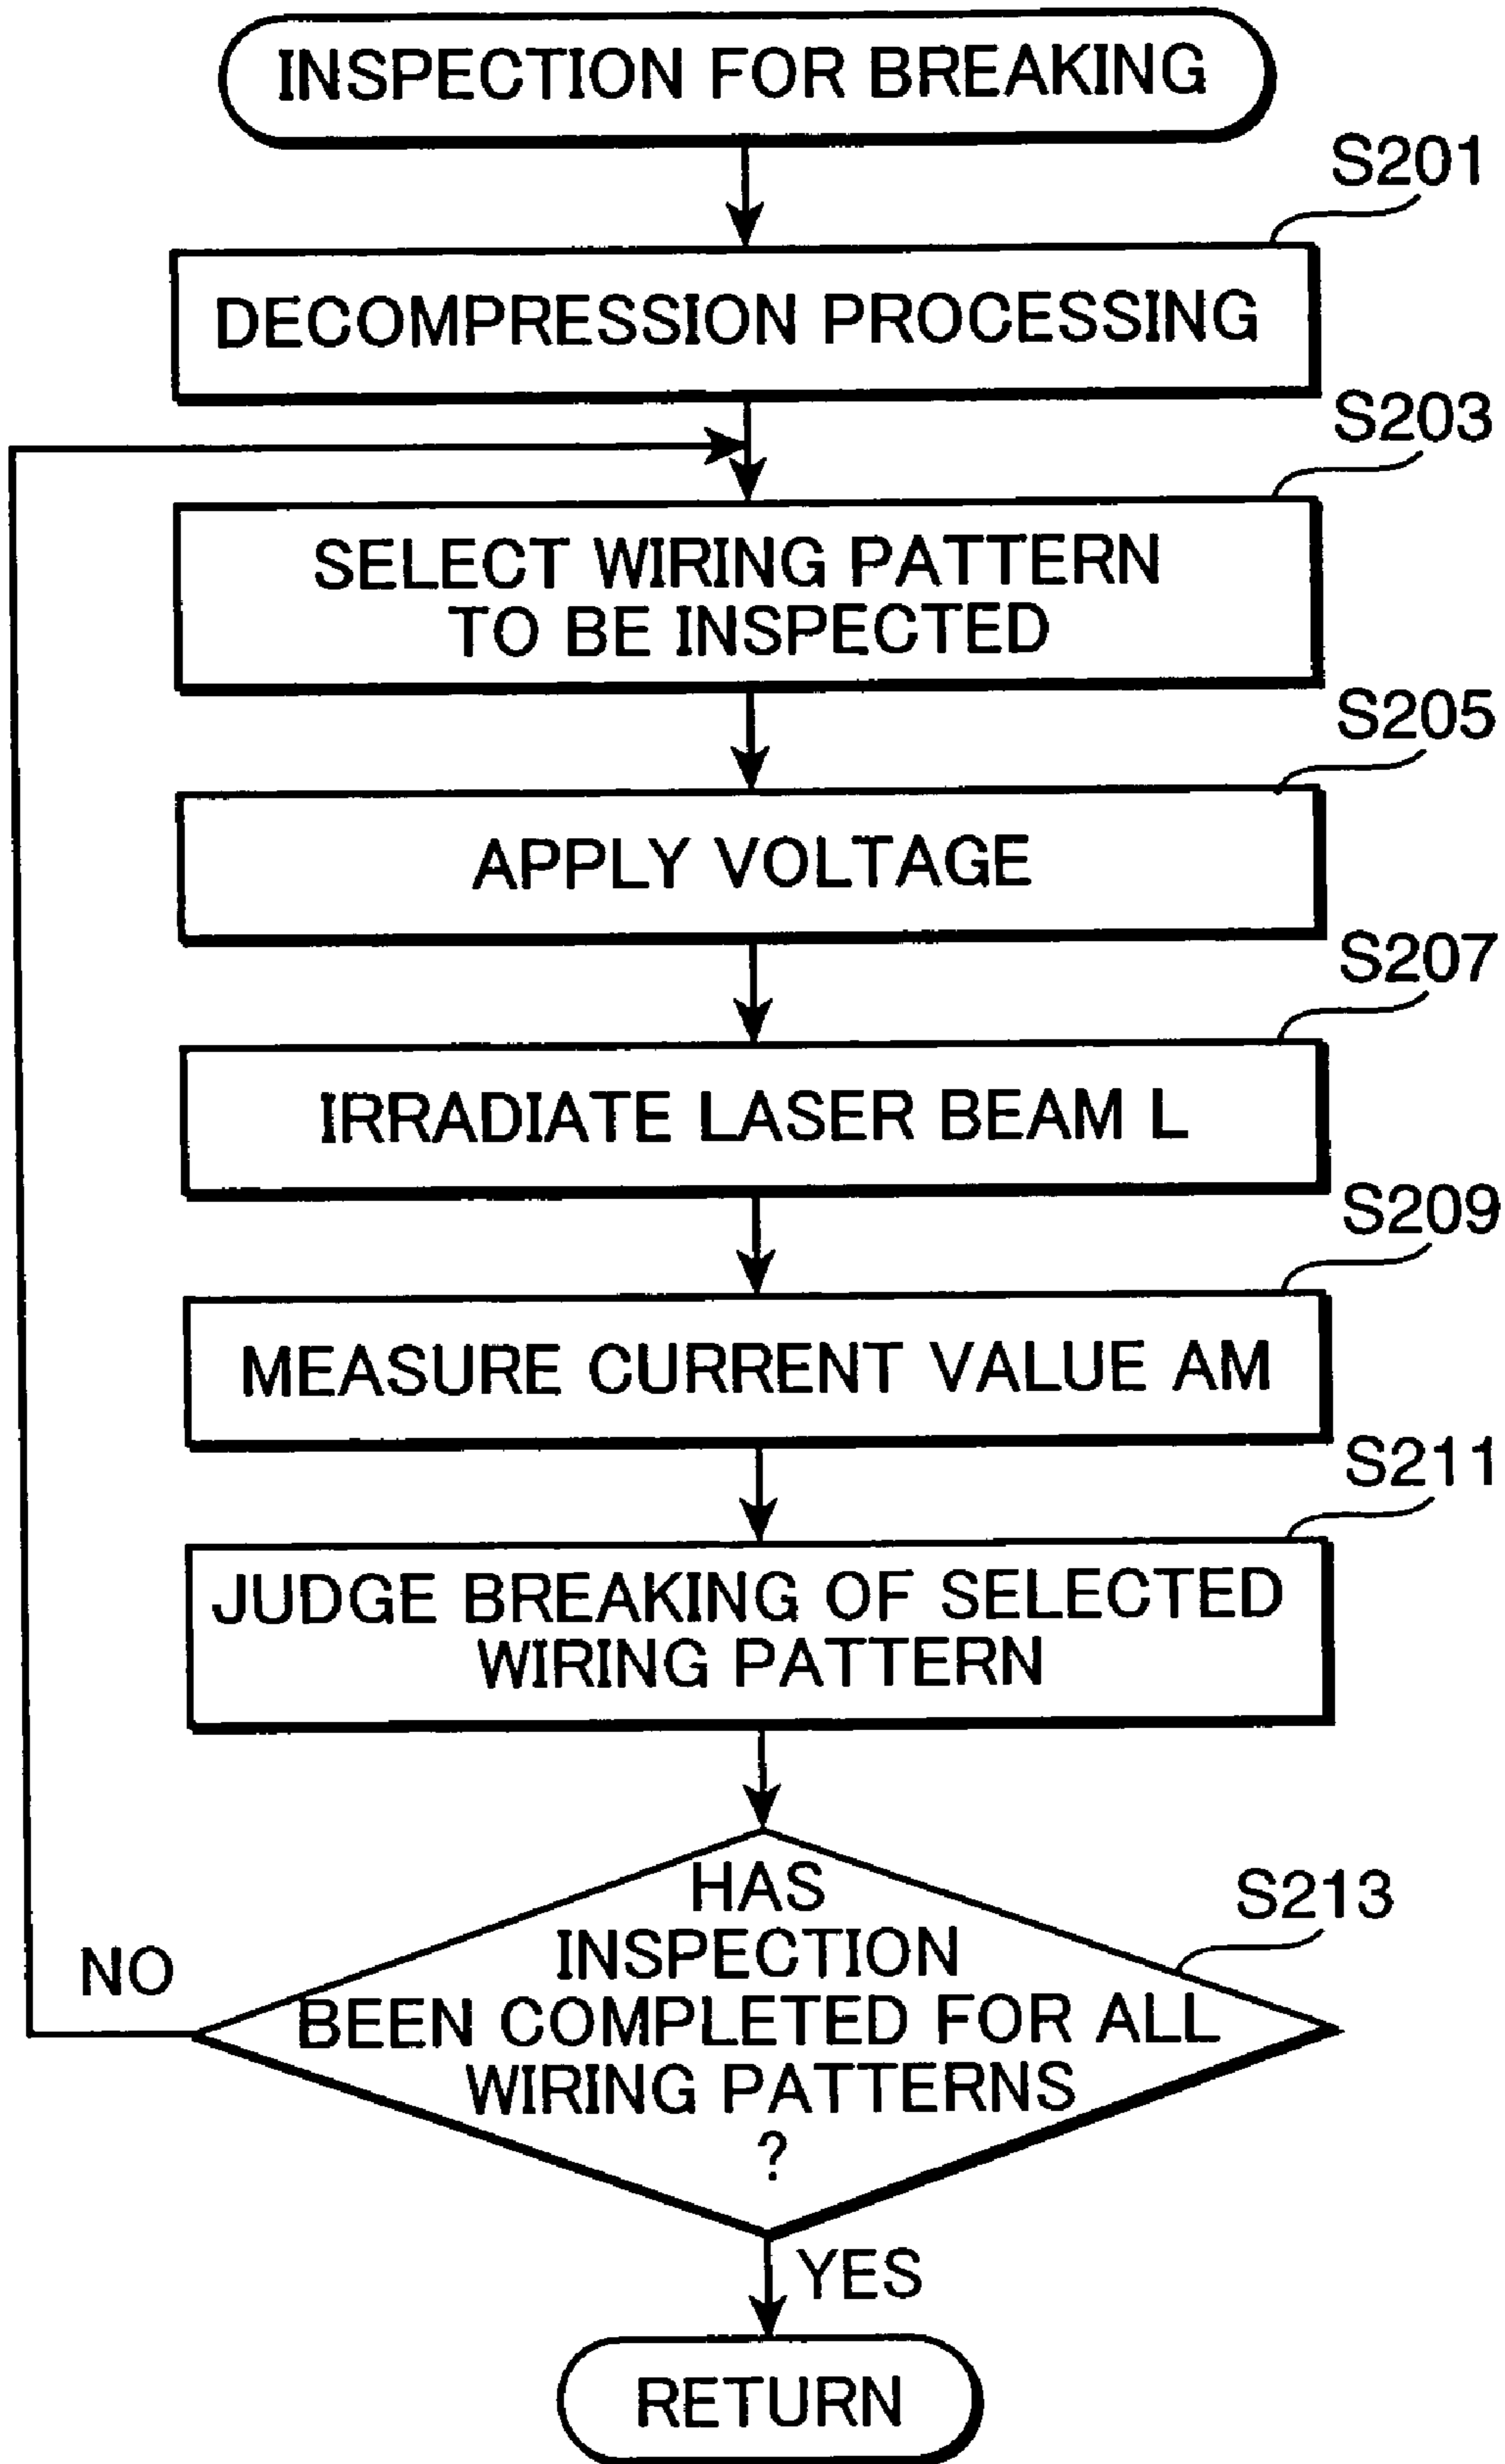 INSPECTION FOR BREAKING
S201
DECOMPRESSION PROCESSING
S203
SELECT WIRING PATTERN
TO BE INSPECTED
S205
APPLY VOLTAGE
S207
IRRADIATE LASER BEAM L
S209
MEASURE CURRENT VALUE AM
S211
JUDGE BREAKING OF SELECTED
WIRING PATTERN
S213
HAS
INSPECTION
BEEN COMPLETED FOR ALL
WIRING PATTERNS
?
NO
YES
RETURN